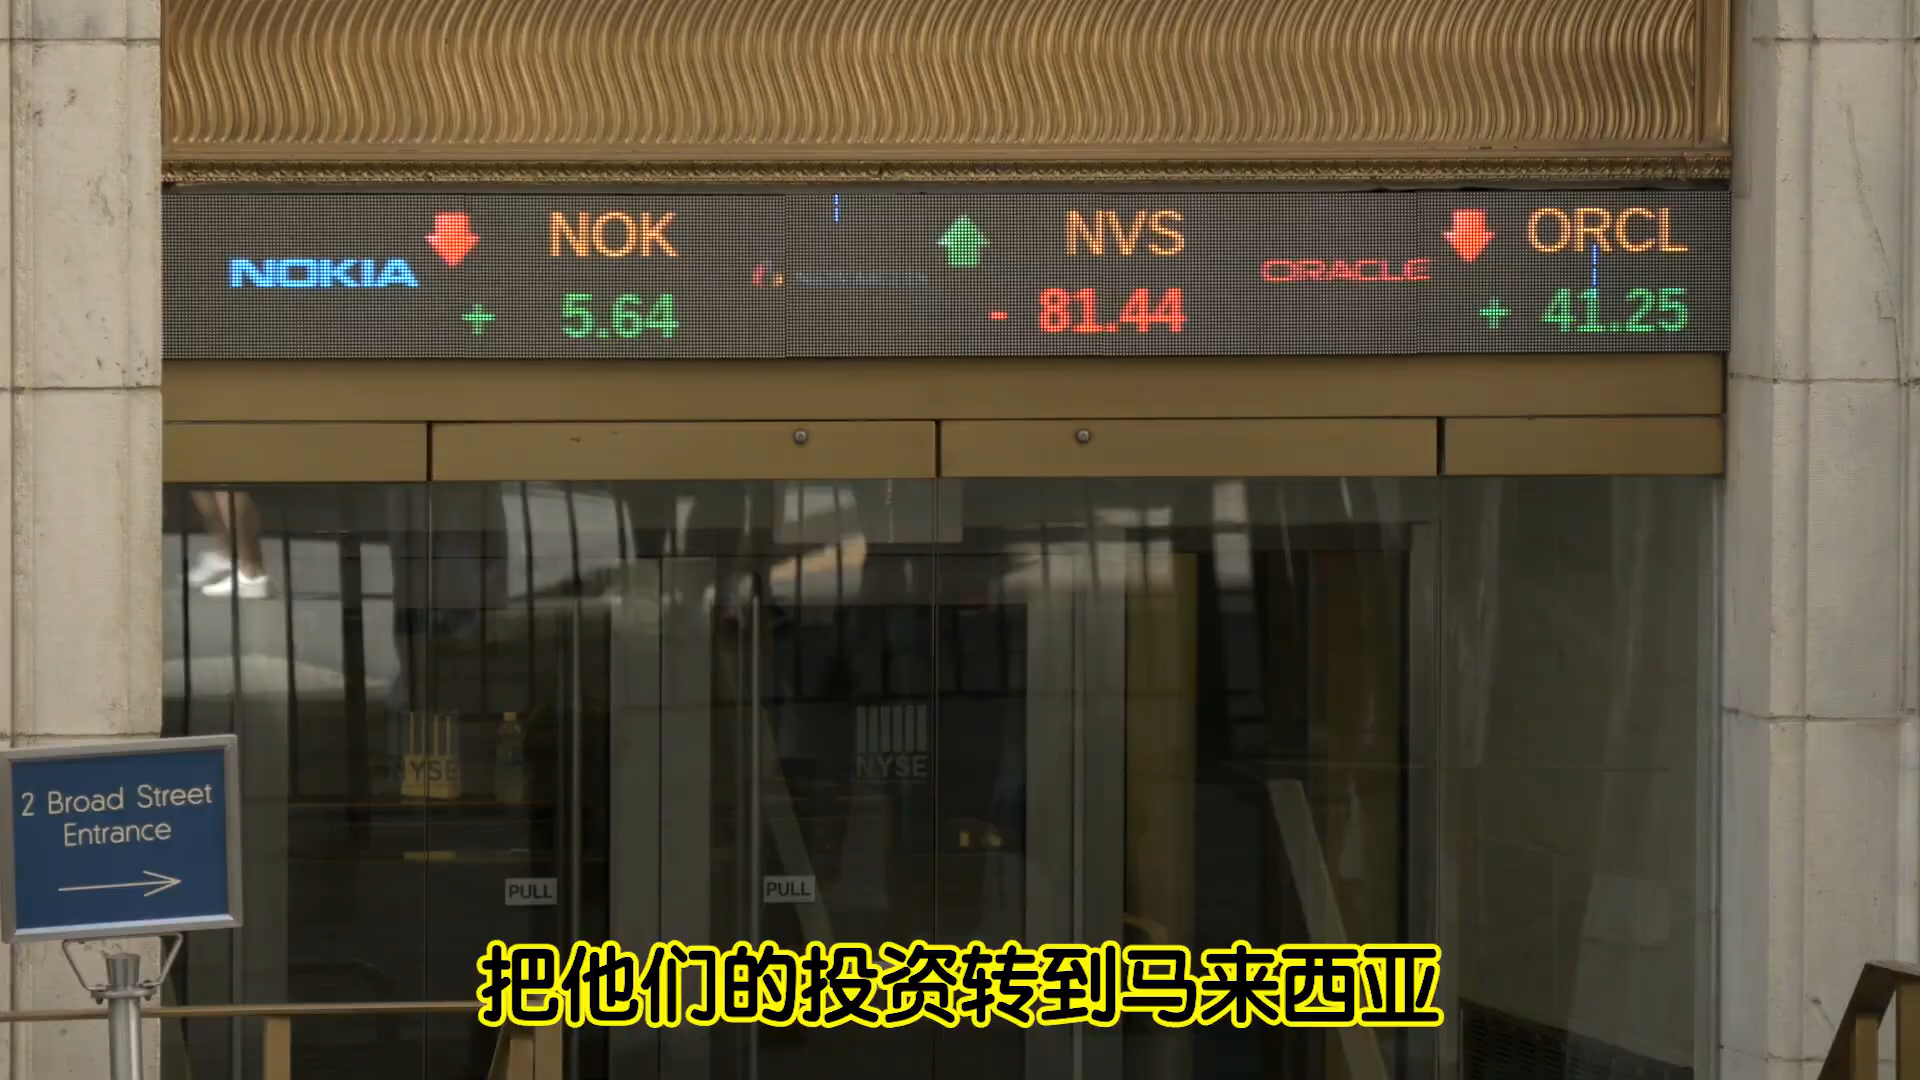 NOK
NOKIA
+ 5.64
NVS
- 81.44
ORACLE
ORCL
+ 41.25
NYSE
NYSE
2 Broad Street
Entrance
PULL
PULL
把他们的投资转到马来西亚